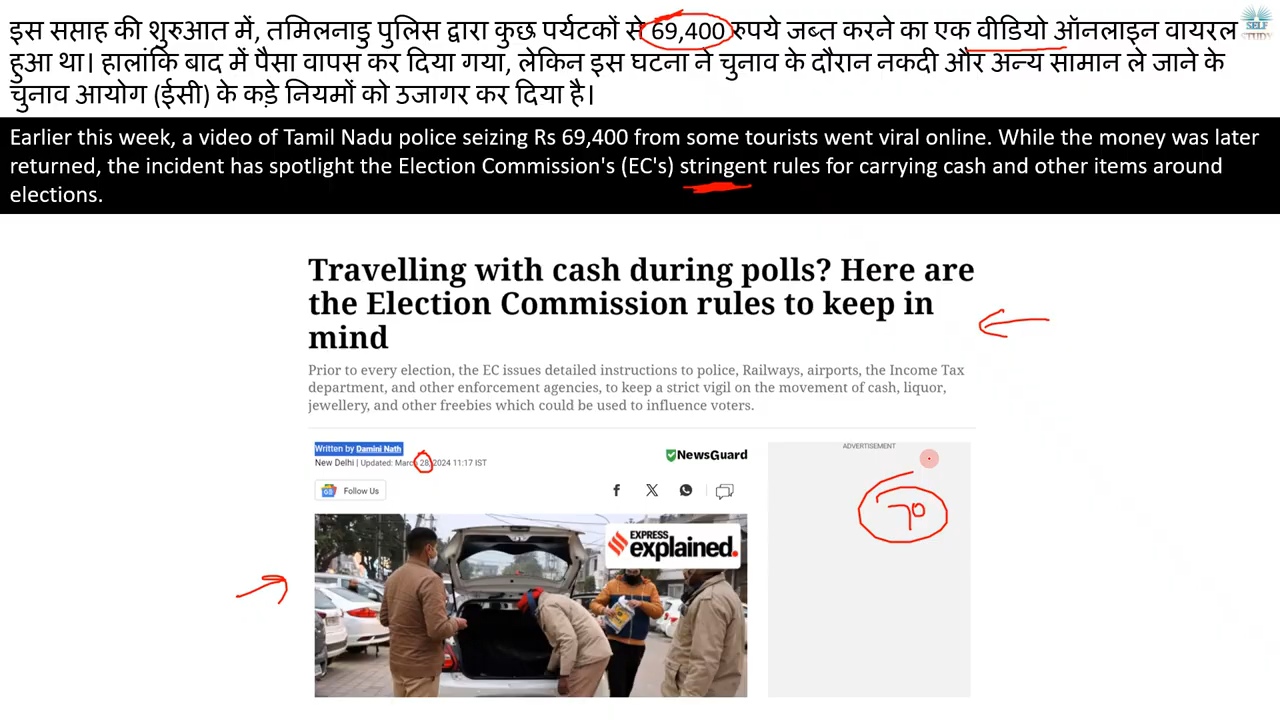 इस सप्ताह की शुरुआत में, तमिलनाडु पुलिस द्वारा कुछ पर्यटकों से 69,400 रुपये जब्त करने का एक वीडियो ऑनलाइन वायरल
हुआ था। हालांकि बाद में पैसा वापस कर दिया गया, लेकिन इस घटना ने चुनाव के दौरान नकदी और अन्य सामान ले जाने के
चुनाव आयोग (ईसी) के कड़े नियमों को उजागर कर दिया है।
SELF
STUDY
Earlier this week, a video of Tamil Nadu police seizing Rs 69,400 from some tourists went viral online. While the money was later
returned, the incident has spotlight the Election Commission's (EC's) stringent rules for carrying cash and other items around
elections.
Travelling with cash during polls? Here are
the Election Commission rules to keep in
mind
Prior to every election, the EC issues detailed instructions to police, Railways, airports, the Income Tax
department, and other enforcement agencies, to keep a strict vigil on the movement of cash, liquor,
jewellery, and other freebies which could be used to influence voters.
Written by Damini Nath
New Delhi | Updated: March 28, 2024 11:17 IST
NewsGuard
ADVERTISEMENT
Follow Us
70
EXPRESS
explained.